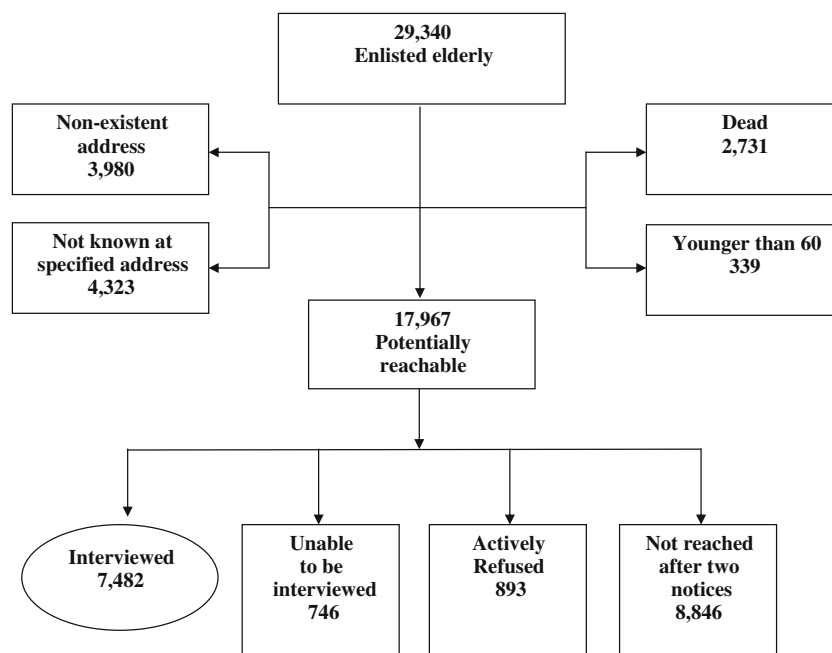 29,340
Enlisted elderly
Non-existent
address
3,980
Dead
2,731
Not known at
specified address
4,323
Younger than 60
339
17,967
Potentially
reachable
Interviewed
7,482
Unable
to be
interviewed
746
Actively
Refused
893
Not reached
after two
notices
8,846